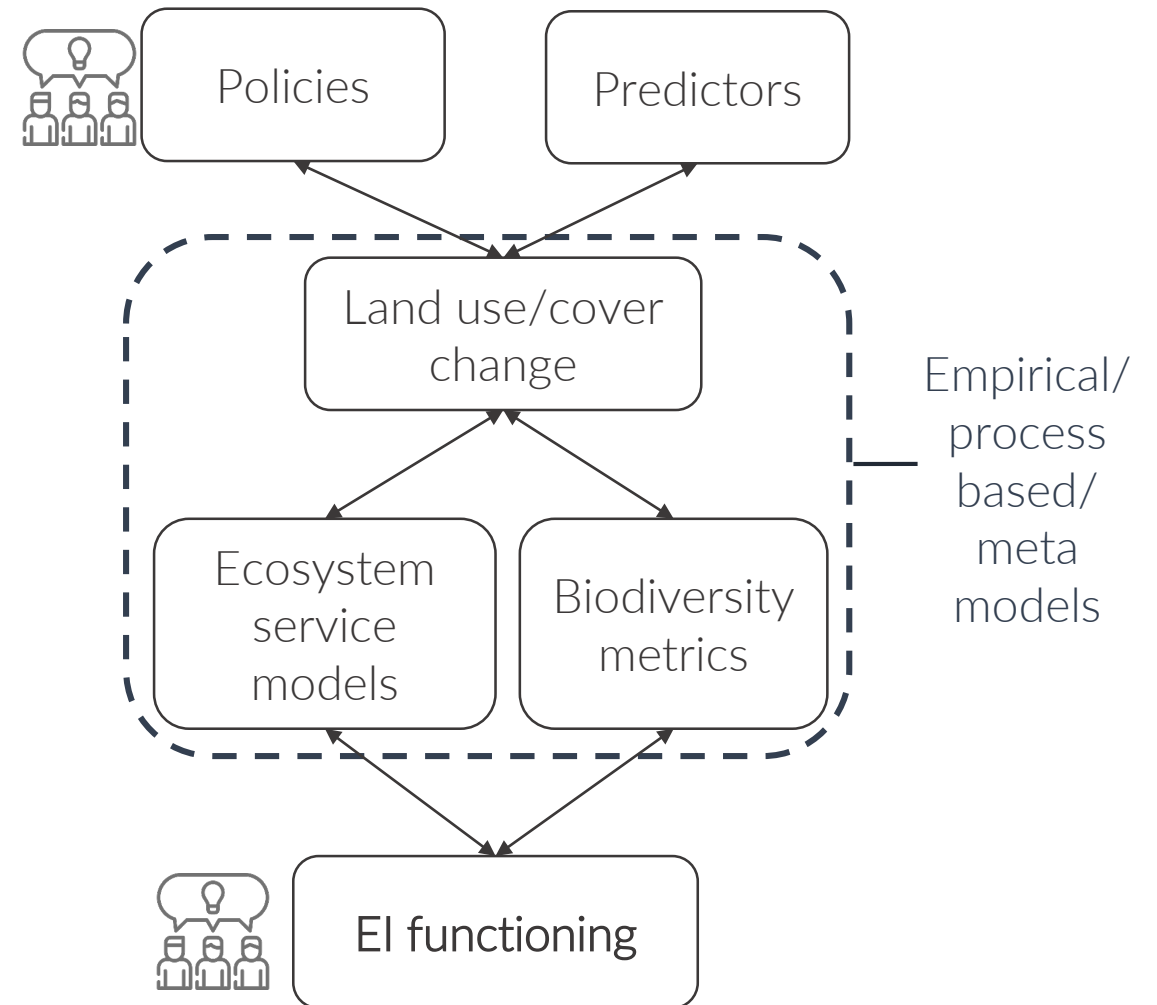 Policies
Predictors
Land use/cover
change
Empirical/
process
based/
meta
models
Ecosystem
service
models
Biodiversity
metrics
EI functioning